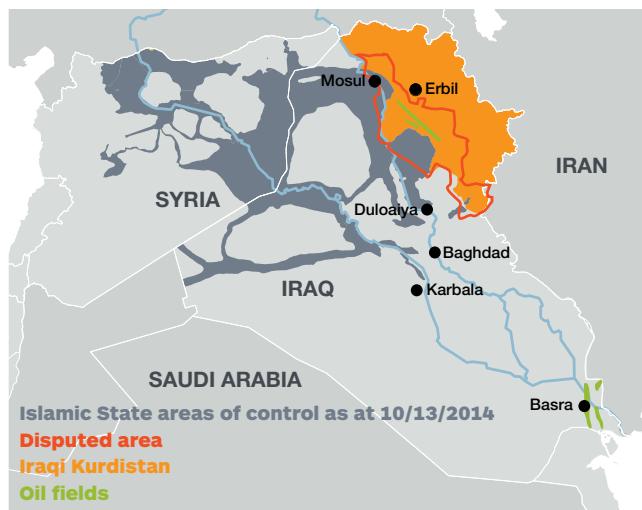 Mosul
Erbil
IRAN
SYRIA
Duloaiya
Baghdad
IRAQ
Karbala
SAUDI ARABIA
Basra
Islamic State areas of control as at 10/13/2014
Disputed area
Iraqi Kurdistan
Oil fields